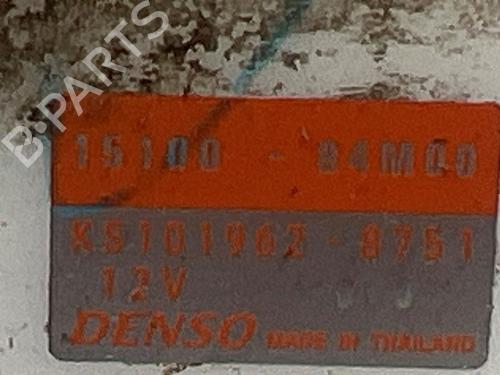 B-PARTS
15100 - 84M00
KS101962-8751
12V
DENSO MADE IN THAILAND